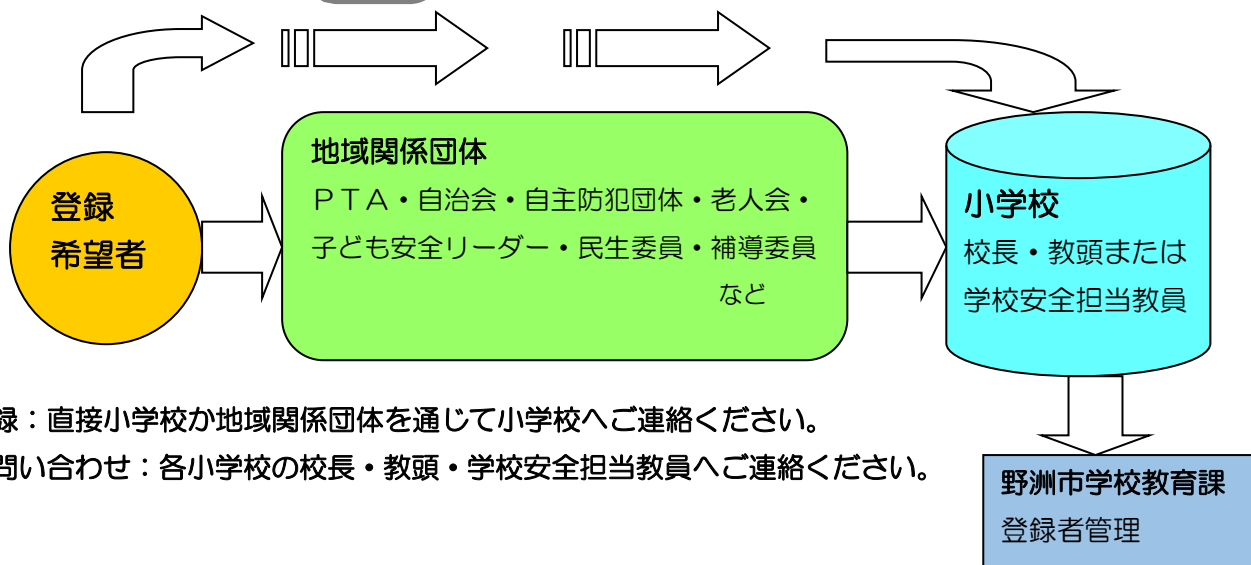 登録
希望者
地域関係団体
ＰＴＡ・自治会・自主防犯団体・老人会・
子ども安全リーダー・民生委員・補導委員
など
小学校
校長・教頭または
学校安全担当教員
録：直接小学校か地域関係団体を通じて小学校へご連絡ください。
問い合わせ：各小学校の校長・教頭・学校安全担当教員へご連絡ください。
野洲市学校教育課
登録者管理